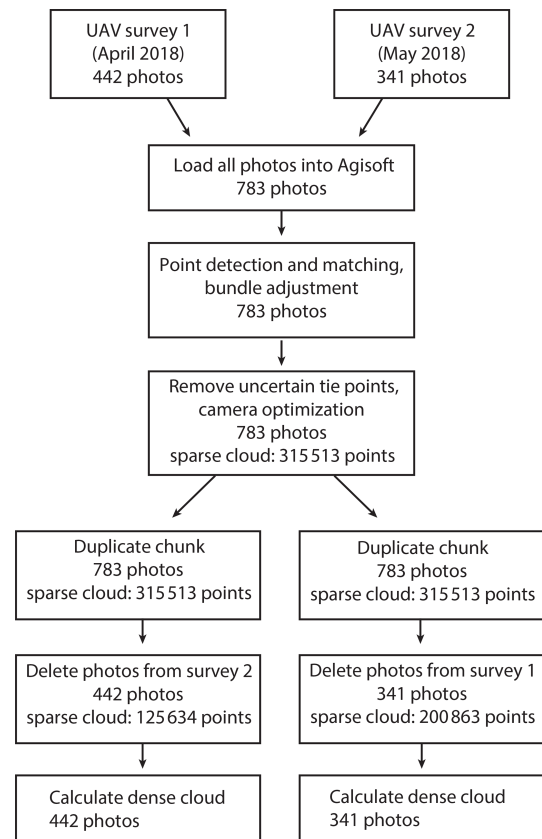 UAV survey 1
(April 2018)
442 photos
UAV survey 2
(May 2018)
341 photos
Load all photos into Agisoft
783 photos
Point detection and matching,
bundle adjustment
783 photos
Remove uncertain tie points,
camera optimization
783 photos
sparse cloud: 315 513 points
Duplicate chunk
783 photos
sparse cloud: 315 513 points
Duplicate chunk
783 photos
sparse cloud: 315 513 points
Delete photos from survey 2
442 photos
sparse cloud: 125 634 points
Delete photos from survey 1
341 photos
sparse cloud: 200 863 points
Calculate dense cloud
442 photos
Calculate dense cloud
341 photos